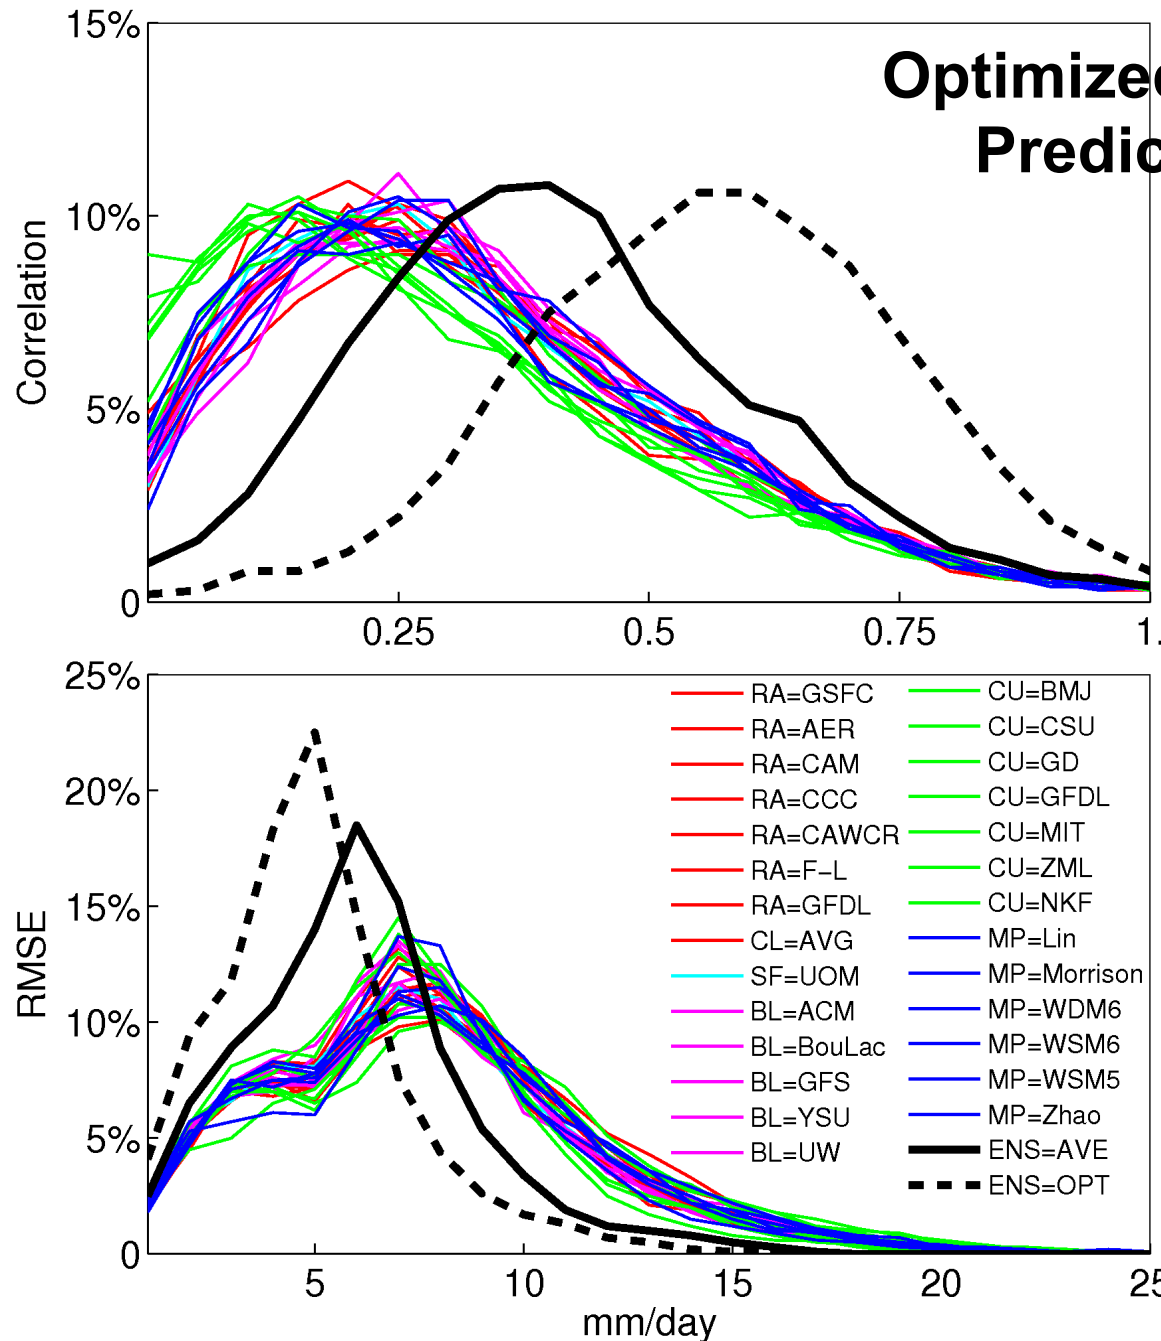 15%
Optimized
Predic
10%
Correlation
5%
0
0.25
0.5
0.75
1.
25%
20%
15%
RMSE
10%
5%
0
RA=GSFC
RA=AER
RA=CAM
RA=CCC
RA=CAWCR
RA=F-L
RA=GFDL
CL=AVG
SF=UOM
BL=ACM
BL=BouLac
BL=GFS
BL=YSU
BL=UW
CU=BMJ
CU=CSU
CU=GD
CU=GFDL
CU=MIT
CU=ZML
CU=NKF
MP=Lin
MP=Morrison
MP=WDM6
MP=WSM6
MP=WSM5
MP=Zhao
ENS=AVE
ENS=OPT
5
10
15
20
25
mm/day